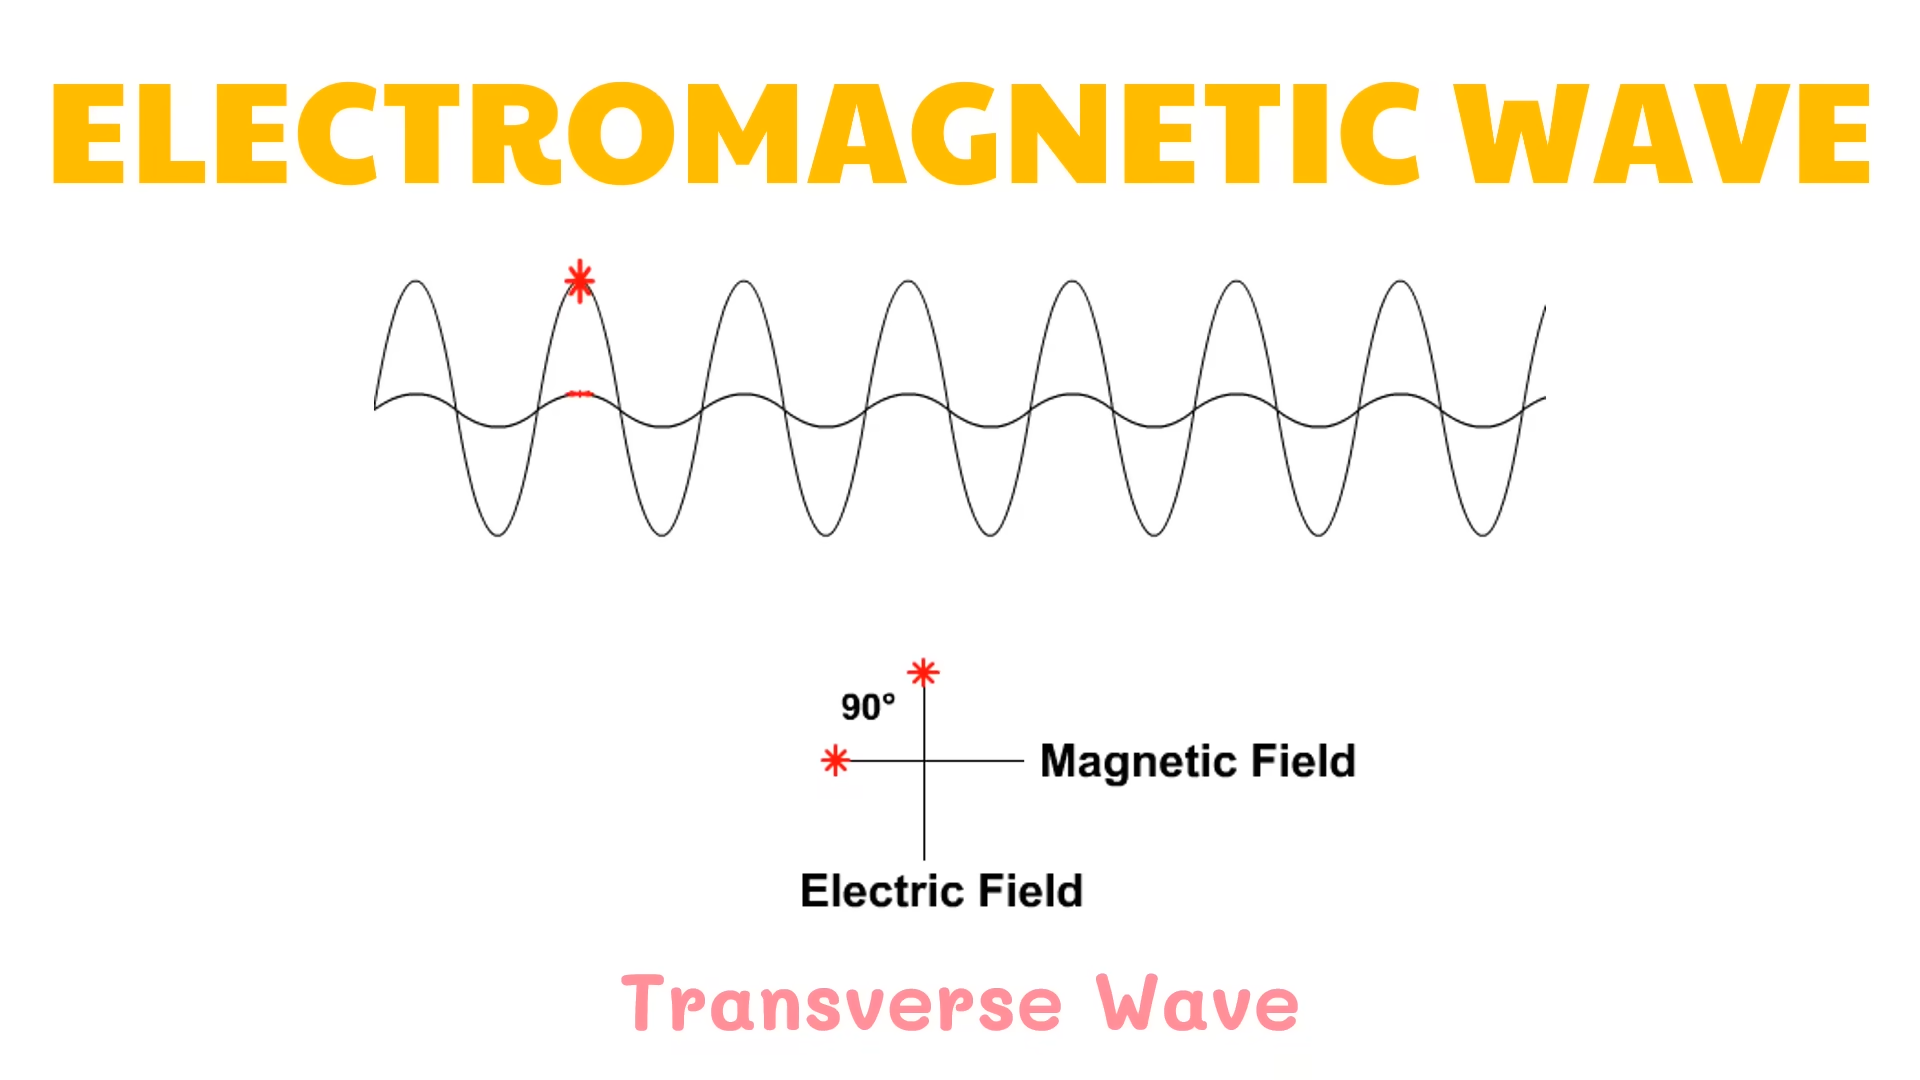 ELECTROMAGNETIC WAVE
90°
Magnetic Field
Electric Field
Transverse Wave